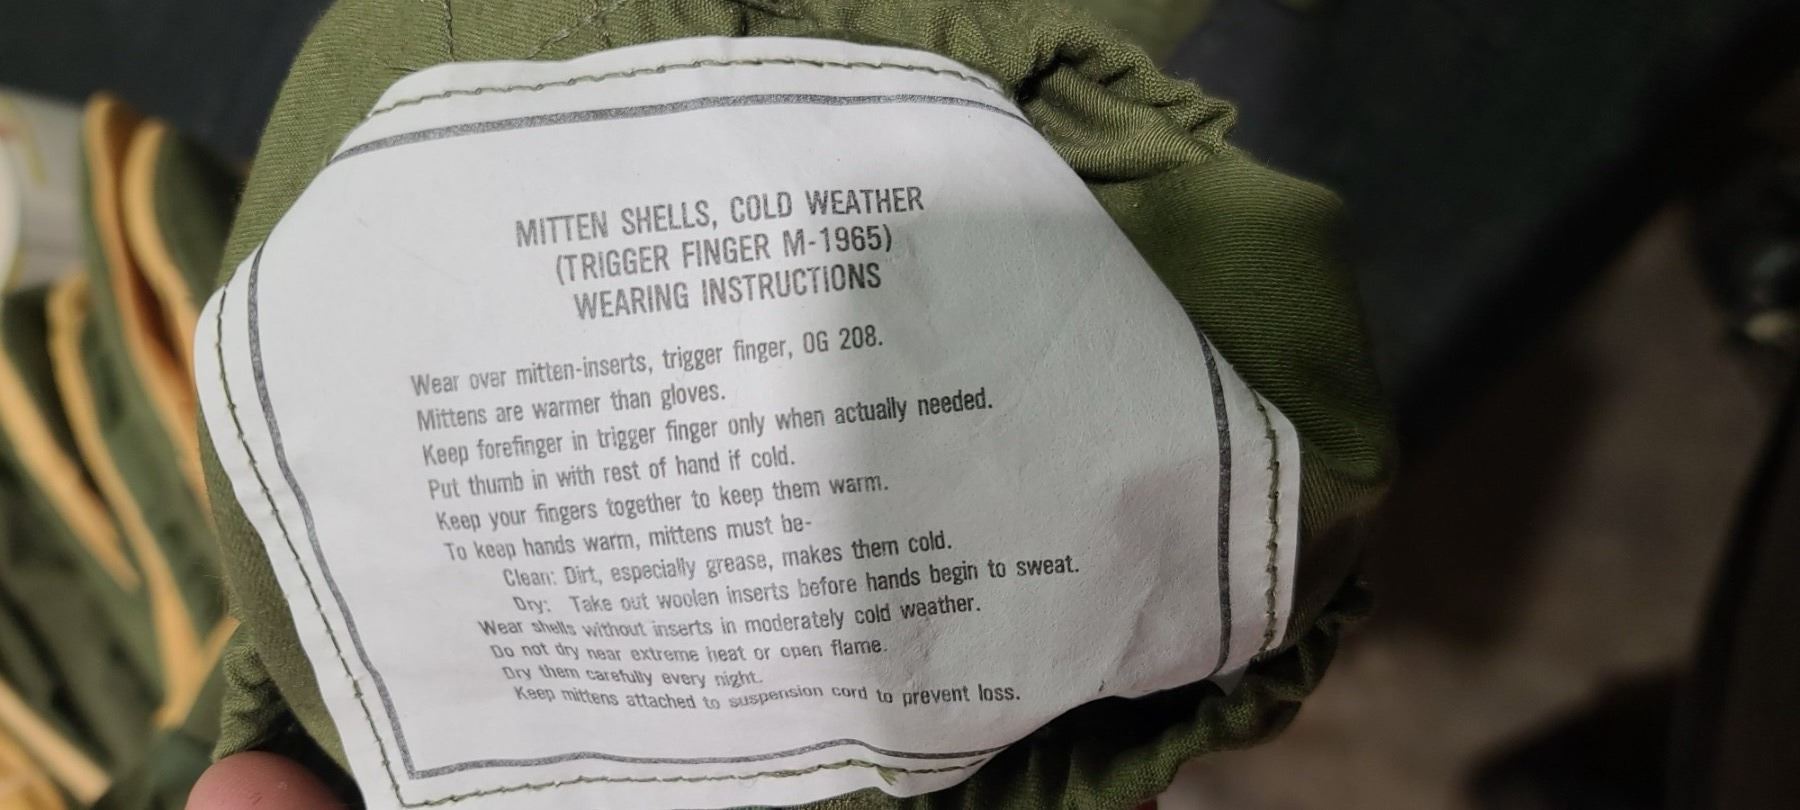 MITTEN SHELLS, COLD WEATHER
(TRIGGER FINGER M-1965)
WEARING INSTRUCTIONS
Wear over mitten-inserts, trigger finger, OG 208.
Mittens are warmer than gloves.
Keep forefinger in trigger finger only when actually needed.
Put thumb in with rest of hand if cold.
Keep your fingers together to keep them warm.
To keep hands warm, mittens must be-
Clean: Dirt, especially grease, makes them cold.
Dry: Take out woolen inserts before hands begin to sweat.
Wear shells without inserts in moderately cold weather.
Do not dry near extreme heat or open flame.
Dry them carefully every night.
Keep mittens attached to suspension cord to prevent loss.